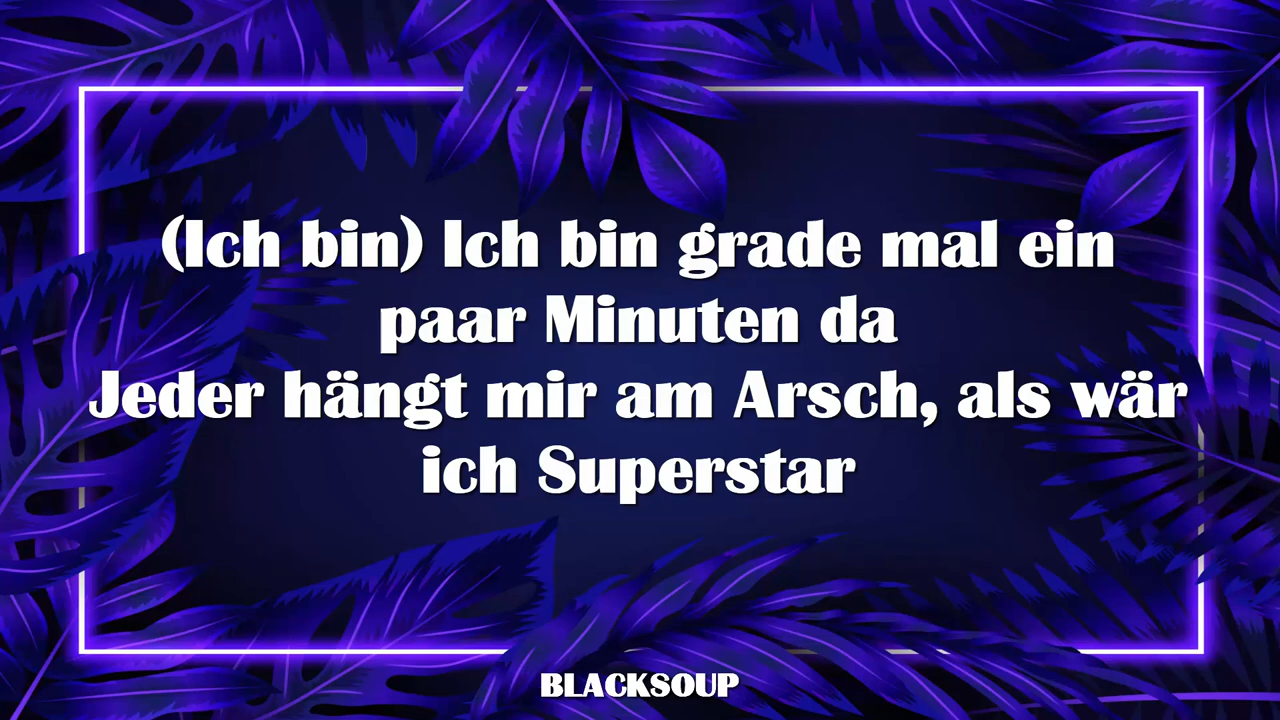 (Ich bin) Ich bin grade mal ein
paar Minuten da
Jeder hängt mir am Arsch, als wär
ich Superstar
BLACKSOUP